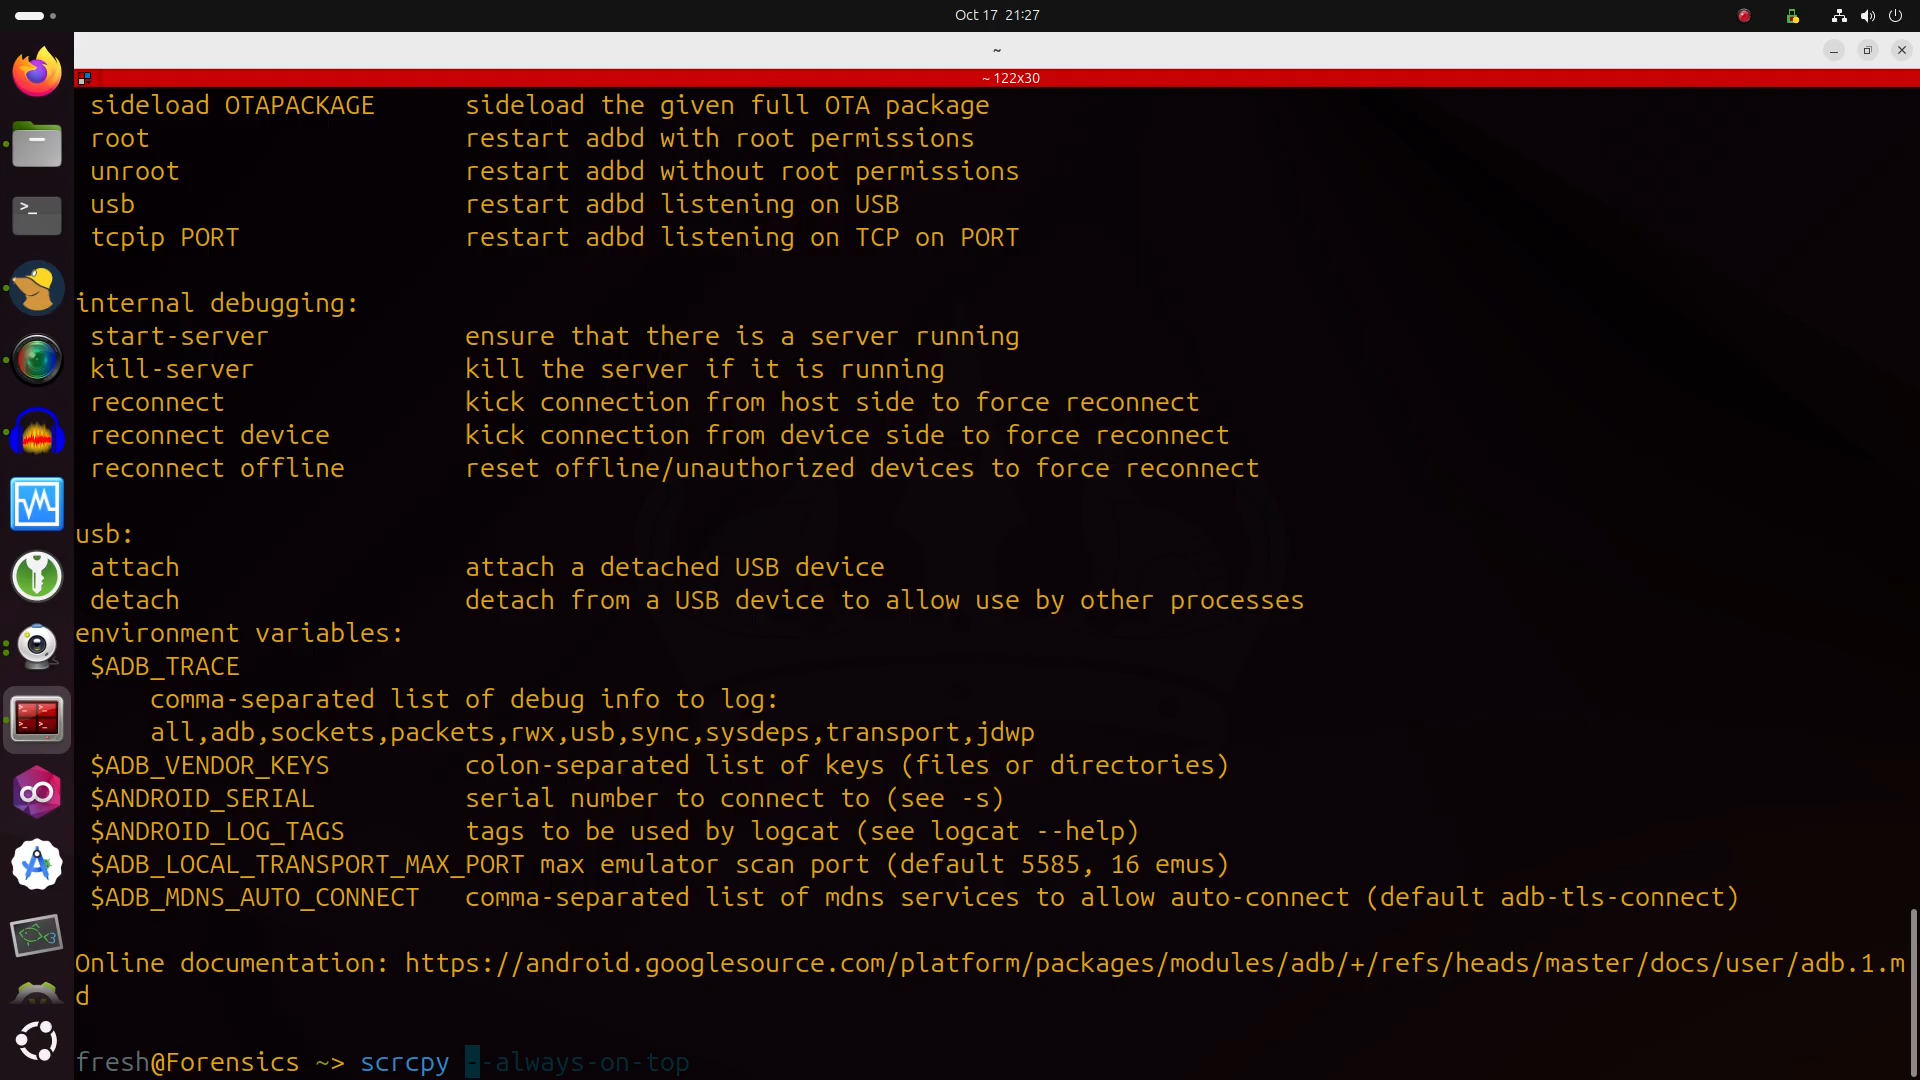 Oct 17 21:27
~
~ 122x30
sideload OTAPACKAGE sideload the given full OTA package
root restart adbd with root permissions
unroot restart adbd without root permissions
usb restart adbd listening on USB
tcpip PORT restart adbd listening on TCP on PORT
internal debugging:
start-server ensure that there is a server running
kill-server kill the server if it is running
reconnect kick connection from host side to force reconnect
reconnect device kick connection from device side to force reconnect
reconnect offline reset offline/unauthorized devices to force reconnect
usb:
attach attach a detached USB device
detach detach from a USB device to allow use by other processes
environment variables:
$ADB_TRACE
comma-separated list of debug info to log:
all,adb,sockets,packets,rwx,usb,sync,sysdeps,transport,jdwp
$ADB_VENDOR_KEYS colon-separated list of keys (files or directories)
$ANDROID_SERIAL serial number to connect to (see -s)
$ANDROID_LOG_TAGS tags to be used by logcat (see logcat --help)
$ADB_LOCAL_TRANSPORT_MAX_PORT max emulator scan port (default 5585, 16 emus)
$ADB_MDNS_AUTO_CONNECT comma-separated list of mdns services to allow auto-connect (default adb-tls-connect)
Online documentation: https://android.googlesource.com/platform/packages/modules/adb/+/refs/heads/master/docs/user/adb.1.m
d
fresh@Forensics ~> scrcpy --always-on-top